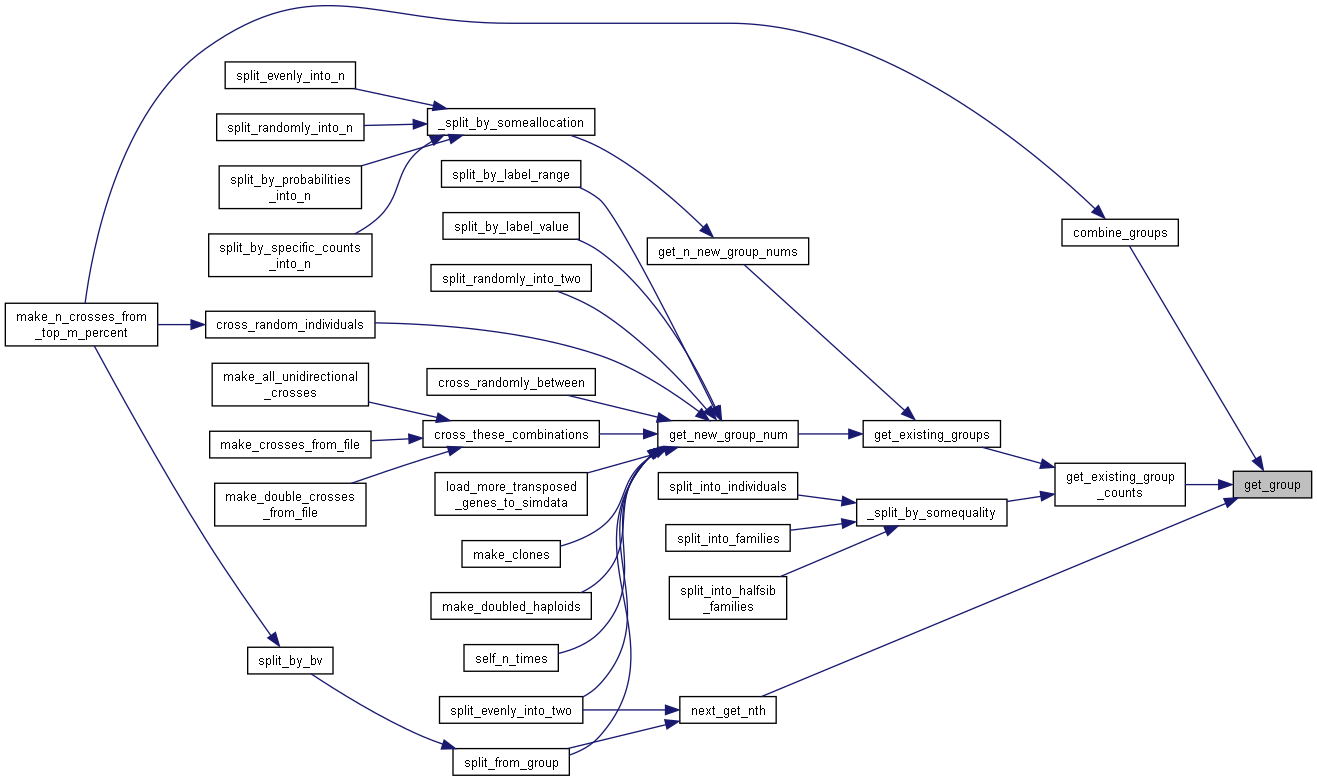 split_evenly_into_n
split_randomly_into_n
split_by_probabilities
_into_n
split_by_specific_counts
_into_n
make_n_crosses_from
_top_m_percent
cross_random_individuals
make_all_unidirectional
_crosses
make_crosses_from_file
make_double_crosses
_from_file
split_by_bv
_split_by_someallocation
split_by_label_range
split_by_label_value
split_randomly_into_two
cross_randomly_between
cross_these_combinations
load_more_transposed
_genes_to_simdata
make_clones
make_doubled_haploids
self_n_times
split_evenly_into_two
split_from_group
get_n_new_group_nums
get_new_group_num
split_into_individuals
split_into_families
split_into_halfsib
_families
next_get_nth
get_existing_groups
_split_by_somequality
combine_groups
get_existing_group
_counts
get_group